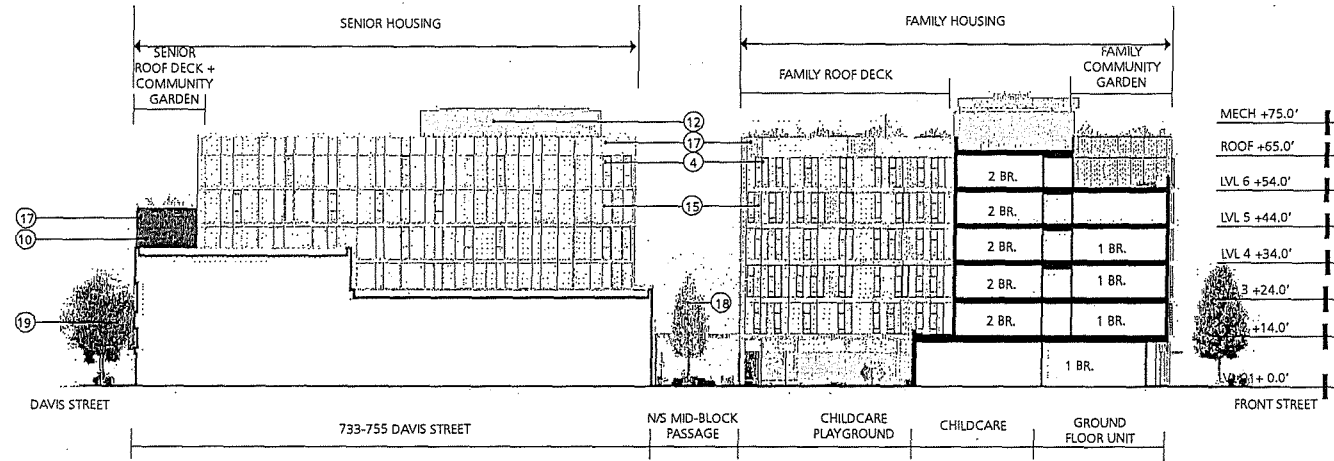 SENIOR HOUSING
FAMILY HOUSING
SENIOR
ROOF DECK +
COMMUNITY
GARDEN
FAMILY ROOF DECK
FAMILY
COMMUNITY
GARDEN
12
17
4
15
17
10
19
18
MECH +75.0'
ROOF +65.0'
LVL 6 +54.0'
LVL 5 +44.0'
LVL 4 +34.0'
3 +24.0'
+14.0'
+ 0.0'
2 BR.
2 BR.
2 BR. 1 BR.
2 BR. 1 BR.
2 BR. 1 BR.
1 BR.
DAVIS STREET
FRONT STREET
733-755 DAVIS STREET
N/S MID-BLOCK
PASSAGE
CHILDCARE
PLAYGROUND
CHILDCARE
GROUND
FLOOR UNIT